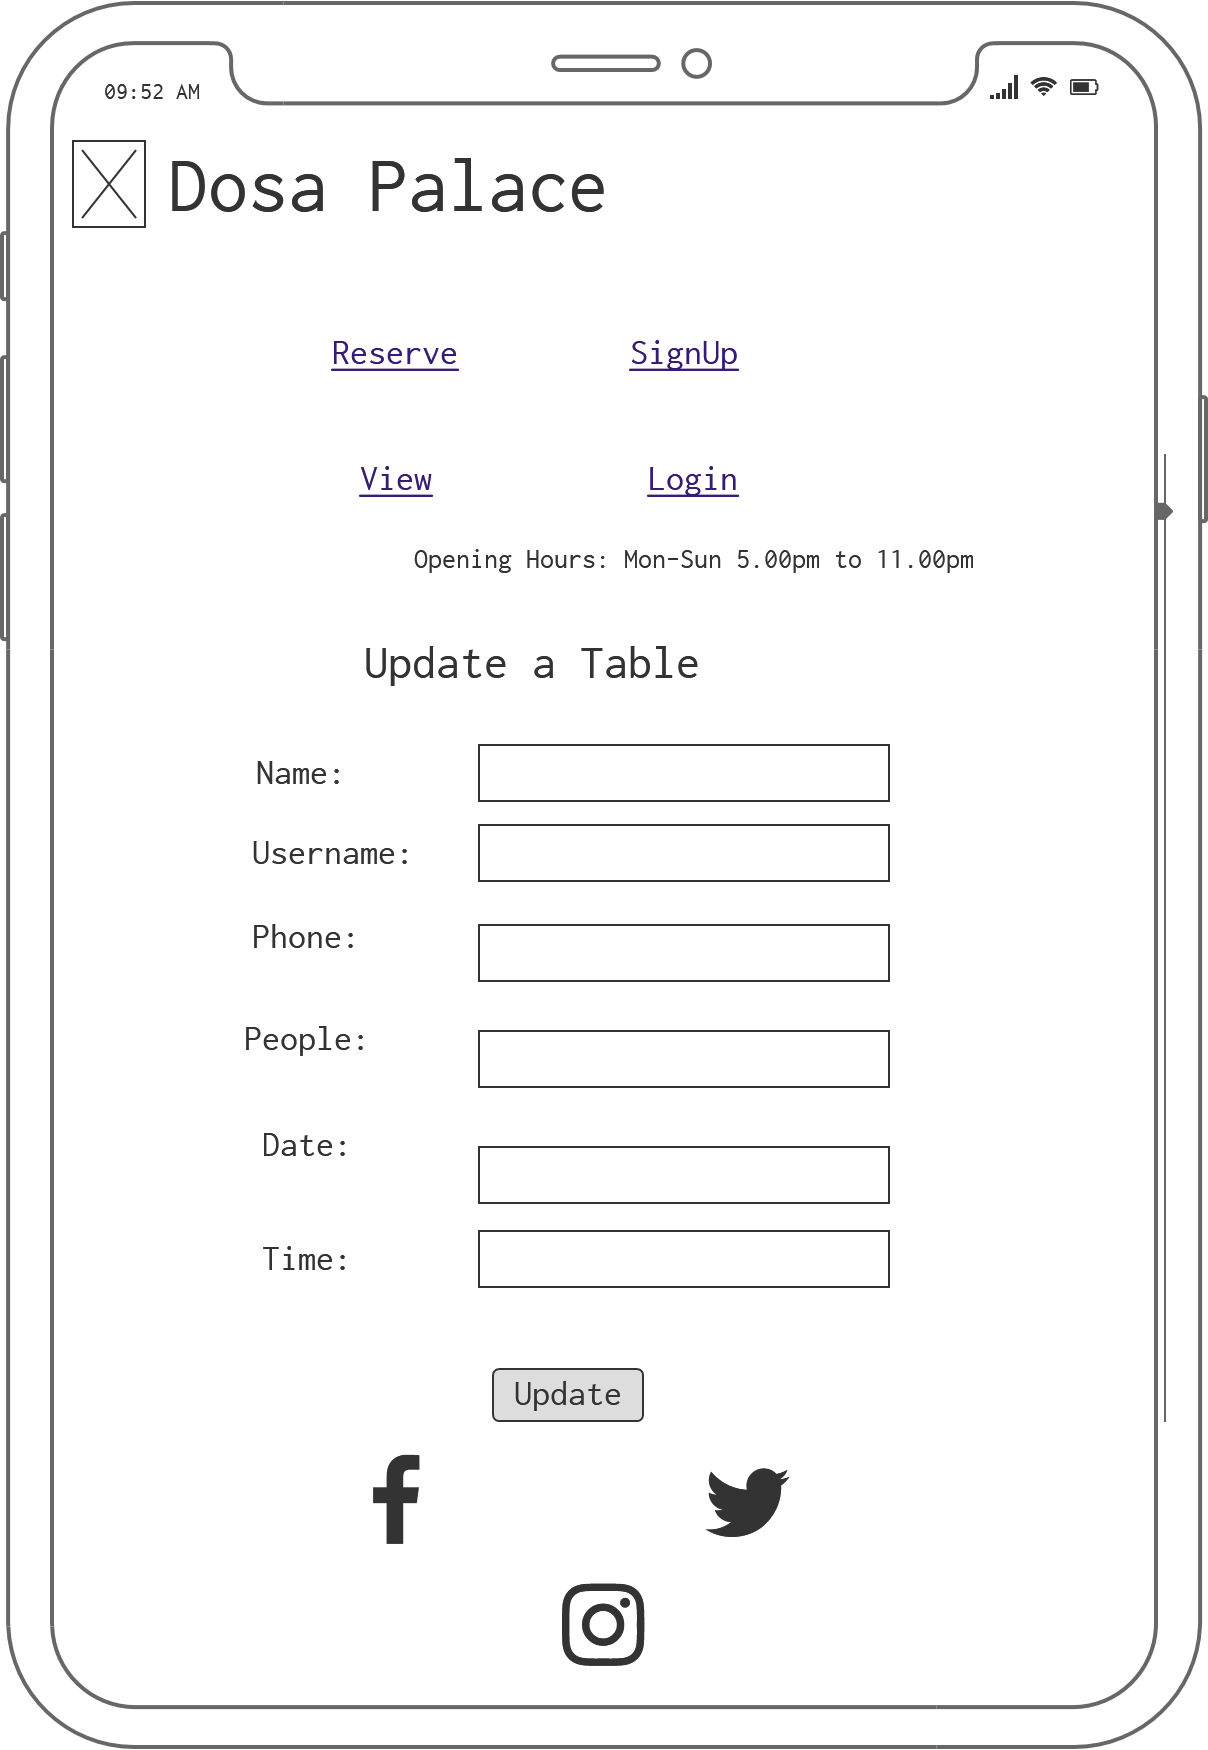 09:52 AM
Dosa Palace
Reserve SignUp
View Login
Opening Hours: Mon-Sun 5.00pm to 11.00pm
Update a Table
Name:
Username:
Phone:
People:
Date:
Time:
Update